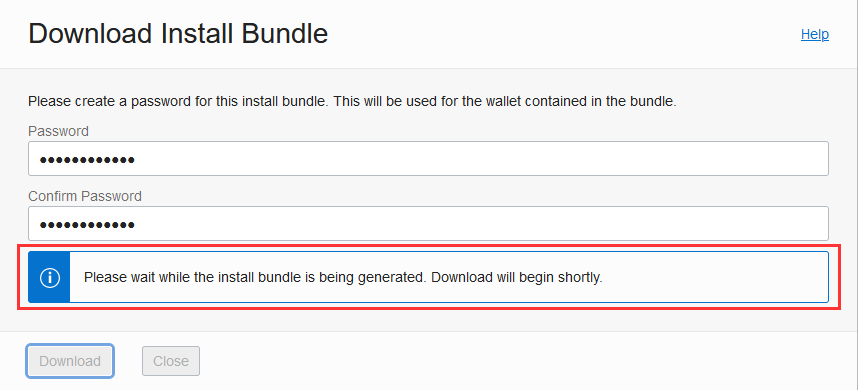 Download Install Bundle
Help
Please create a password for this install bundle. This will be used for the wallet contained in the bundle.
Password
••••••••••••
Confirm Password
••••••••••••
Please wait while the install bundle is being generated. Download will begin shortly.
Download
Close